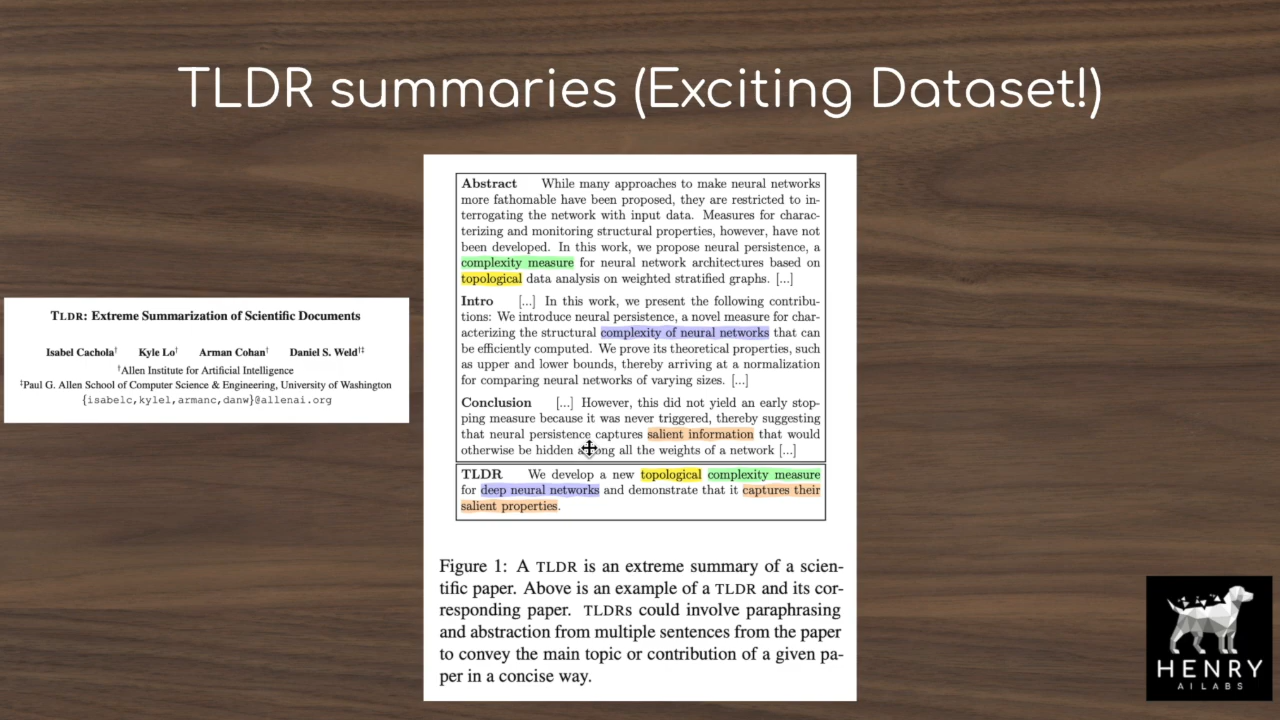 TLDR summaries (Exciting Dataset!)
TLDR: Extreme Summarization of Scientific Documents
Isabel Cachola† Kyle Lo† Arman Cohan† Daniel S. Weld†‡
†Allen Institute for Artificial Intelligence
‡Paul G. Allen School of Computer Science & Engineering, University of Washington
{isabelc,kylel,armanc,danw}@allenai.org
Abstract While many approaches to make neural networks
more fathomable have been proposed, they are restricted to in-
terrogating the network with input data. Measures for charac-
terizing and monitoring structural properties, however, have not
been developed. In this work, we propose neural persistence, a
complexity measure for neural network architectures based on
topological data analysis on weighted stratified graphs. [...]
Intro [...] In this work, we present the following contribu-
tions: We introduce neural persistence, a novel measure for char-
acterizing the structural complexity of neural networks that can
be efficiently computed. We prove its theoretical properties, such
as upper and lower bounds, thereby arriving at a normalization
for comparing neural networks of varying sizes. [...]
Conclusion [...] However, this did not yield an early stop-
ping measure because it was never triggered, thereby suggesting
that neural persistence captures salient information that would
otherwise be hidden among all the weights of a network [...]
TLDR We develop a new topological complexity measure
for deep neural networks and demonstrate that it captures their
salient properties.
Figure 1: A TLDR is an extreme summary of a scien-
tific paper. Above is an example of a TLDR and its cor-
responding paper. TLDRs could involve paraphrasing
and abstraction from multiple sentences from the paper
to convey the main topic or contribution of a given pa-
per in a concise way.
HENRY
AI LABS